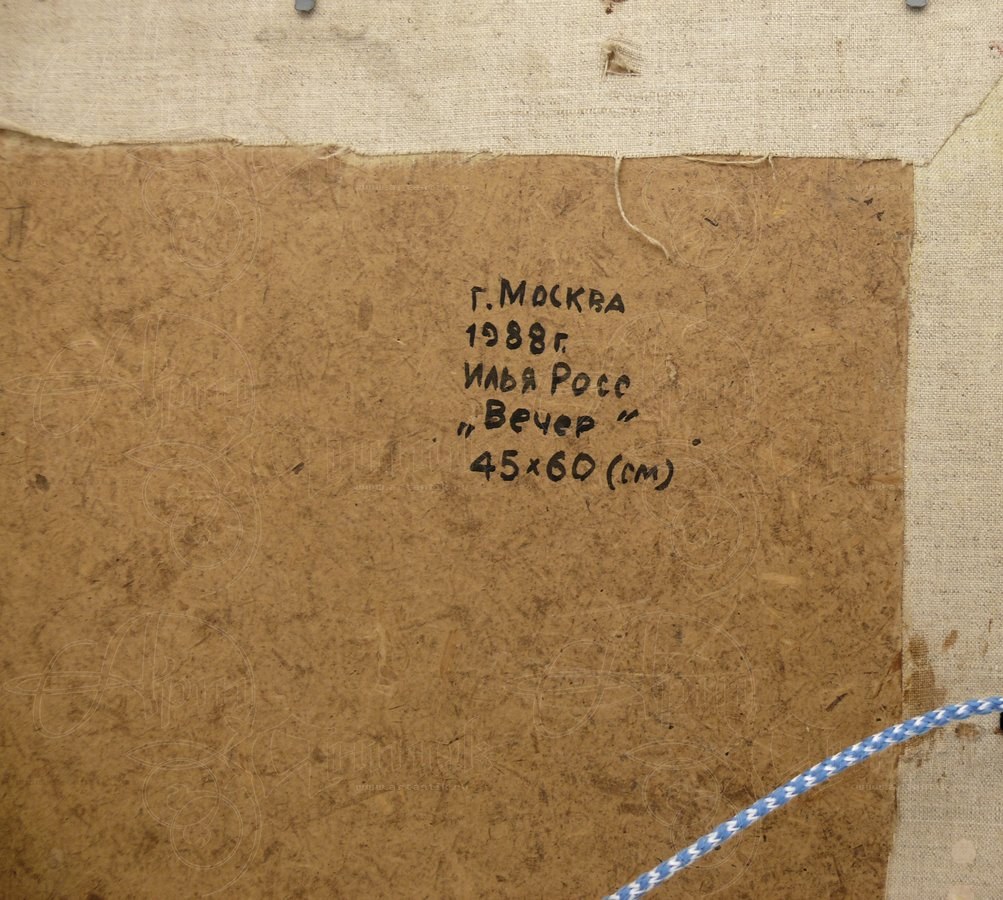 г. Москва
1988 г.
Илья Росс
„Вечер“
45×60 (см)